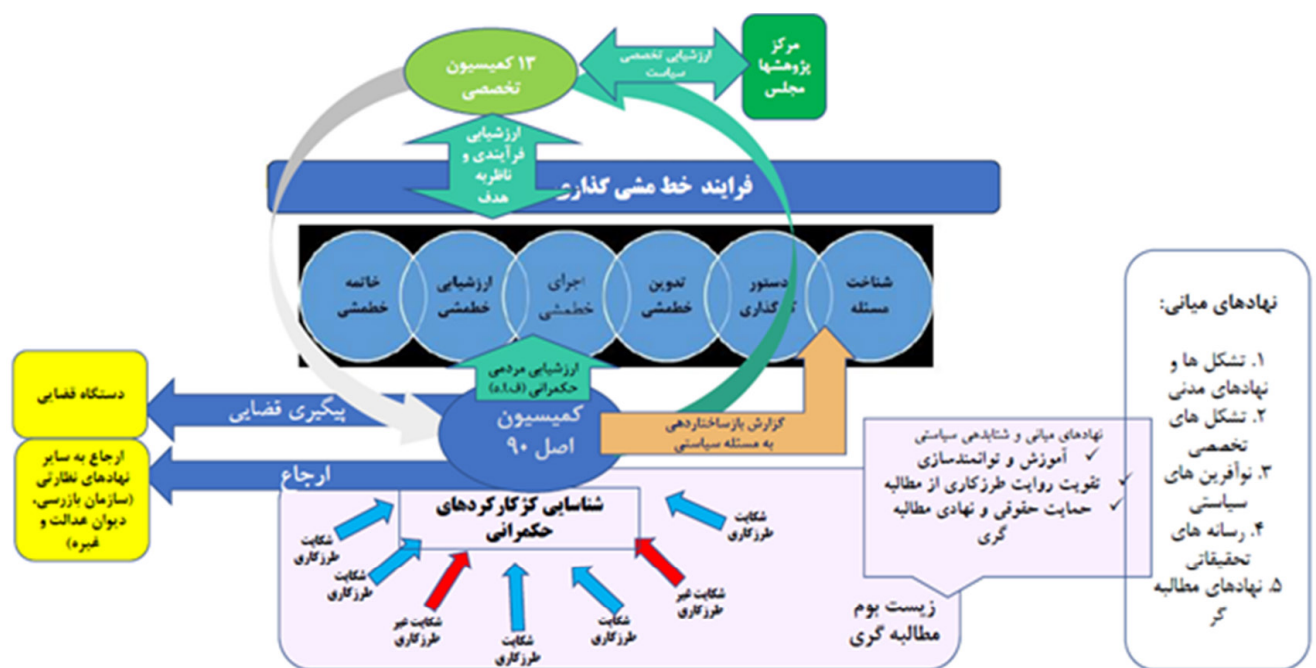 ۱۳ کمیسیون
تخصصی
ارزشیابی تخصصی
سیاست
مرکز
پژوهشها
مجلس
ارزشیابی
فرآیندی و
ناظربه
هدف
فرایند خط مشی گذاری
شناخت
مسئله
دستور
تدوین
خطمشی
اجرای
خطمشی
ارزشیابی
خطمشی
خاتمه
خطمشی
ارزشیابی مردمی
حکمرانی (ف.ا.ه)
کمیسیون
اصل ۹۰
گزارش بازساختاردهی
به مسئله سیاستی
پیگیری قضایی
ارجاع
دستگاه قضایی
ارجاع به سایر
نهادهای نظارتی
(سازمان بازرسی،
دیوان عدالت و
غیره)
شناسایی کژکارکردهای
حکمرانی
شکایت
طرزکاری
شکایت
طرزکاری
شکایت
طرزکاری
شکایت غیر
طرزکاری
شکایت
طرزکاری
شکایت
طرزکاری
شکایت غیر
طرزکاری
زیست بوم
مطالبه گری
نهادهای میانی و شتابدهی سیاستی
✓ آموزش و توانمندسازی
✓ تقویت روایت طرزکاری از مطالبه
✓ حمایت حقوقی و نهادی مطالبه
گری
نهادهای میانی:
۱. تشکل ها و
نهادهای مدنی
۲. تشکل های
تخصصی
۳. نوآفرین های
سیاستی
۴. رسانه های
تحقیقاتی
۵. نهادهای مطالبه
گر